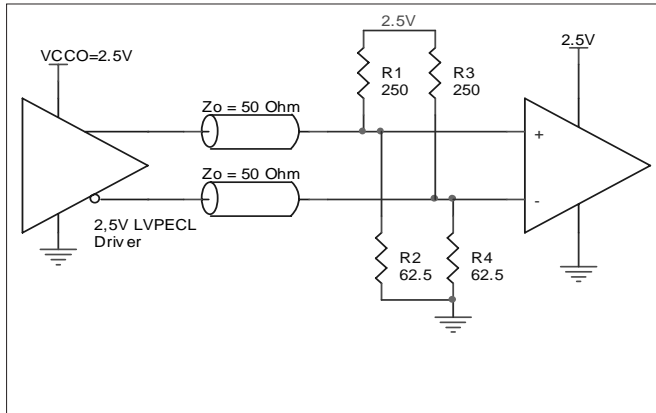 2.5V
VCCO=2.5V
2.5V
R1
250
R3
250
Zo = 50 Ohm
+
Zo = 50 Ohm
-
2,5V LVPECL
Driver
R2
62.5
R4
62.5